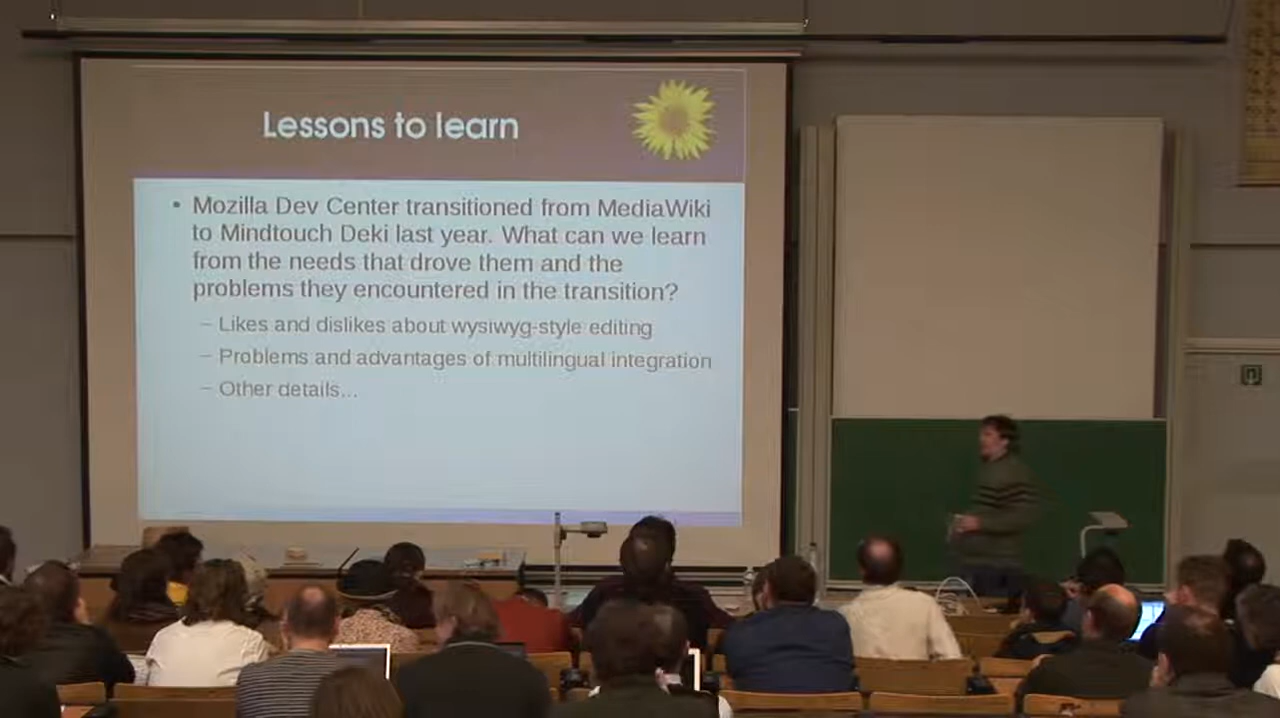 Lessons to learn
• Mozilla Dev Center transitioned from MediaWiki
to Mindtouch Deki last year. What can we learn
from the needs that drove them and the
problems they encountered in the transition?
– Likes and dislikes about wysiwyg-style editing
– Problems and advantages of multilingual integration
– Other details...